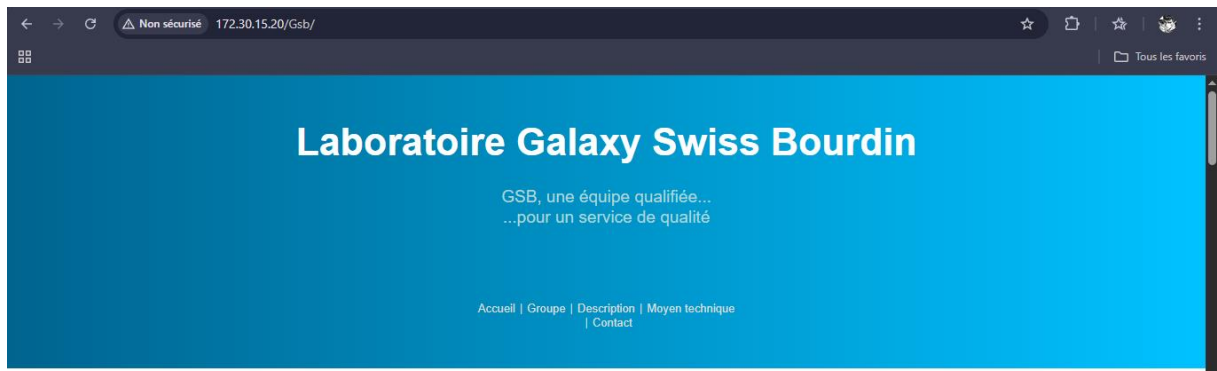 Non sécurisé 172.30.15.20/Gsb/
Tous les favoris
Laboratoire Galaxy Swiss Bourdin
GSB, une équipe qualifiée...
...pour un service de qualité
Accueil | Groupe | Description | Moyen technique
| Contact